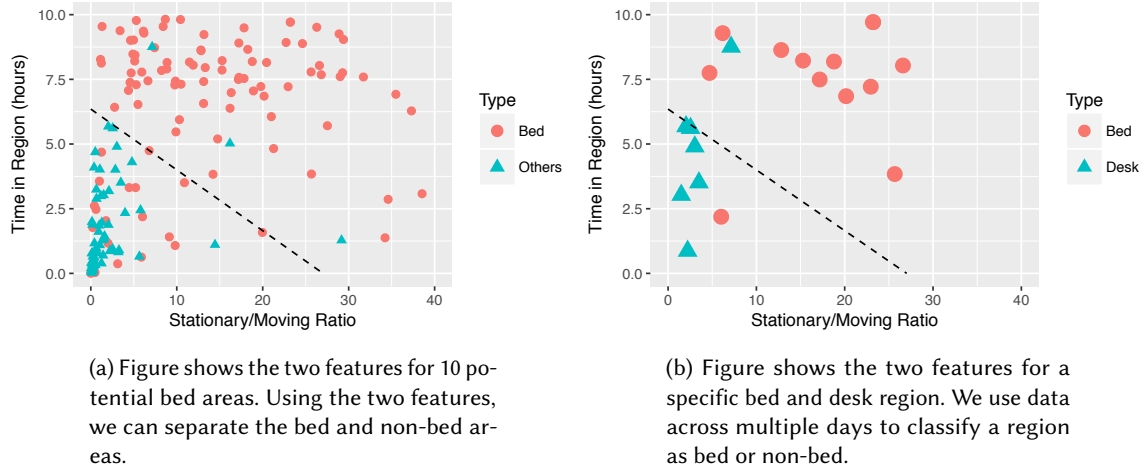 10.0
7.5
5.0
2.5
0.0
0
10
20
30
40
Time in Region (hours)
Stationary/Moving Ratio
Type
Bed
Others
10.0
7.5
5.0
2.5
0.0
0
10
20
30
40
Time in Region (hours)
Stationary/Moving Ratio
Type
Bed
Desk
(a) Figure shows the two features for 10 po-
tential bed areas. Using the two features,
we can separate the bed and non-bed ar-
eas.
(b) Figure shows the two features for a
specific bed and desk region. We use data
across multiple days to classify a region
as bed or non-bed.